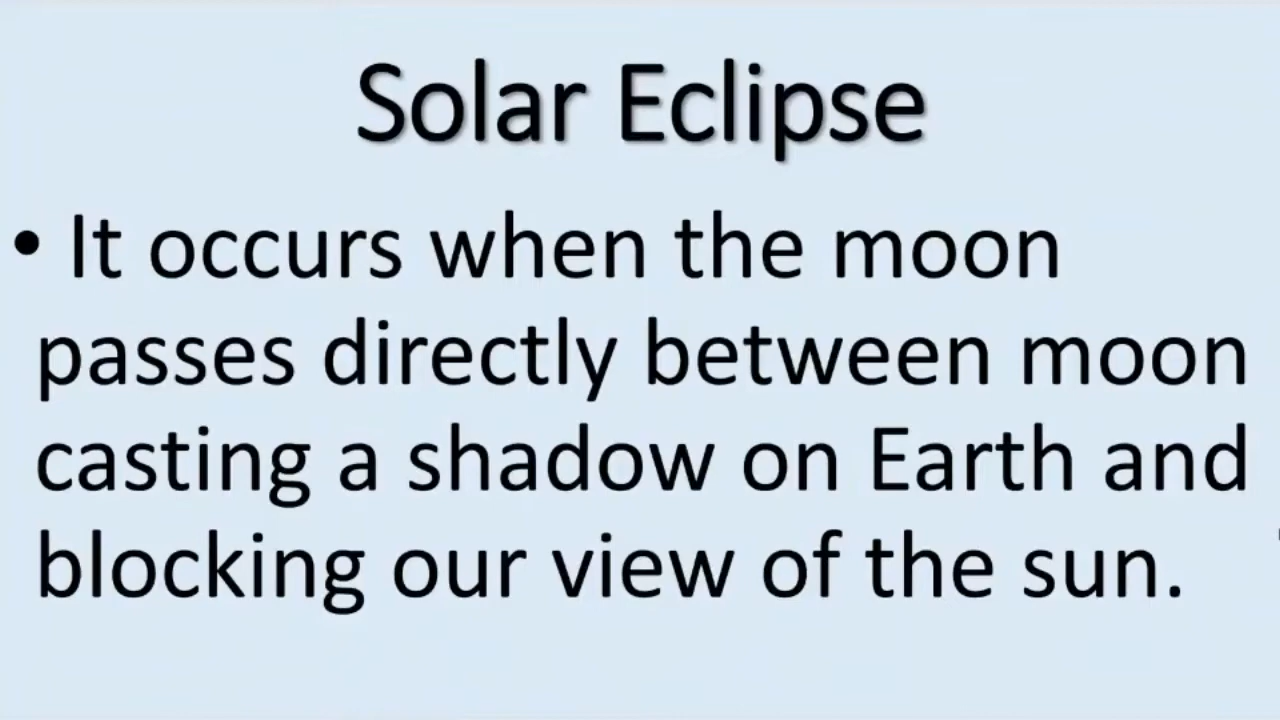 Solar Eclipse
• It occurs when the moon
passes directly between moon
casting a shadow on Earth and
blocking our view of the sun.